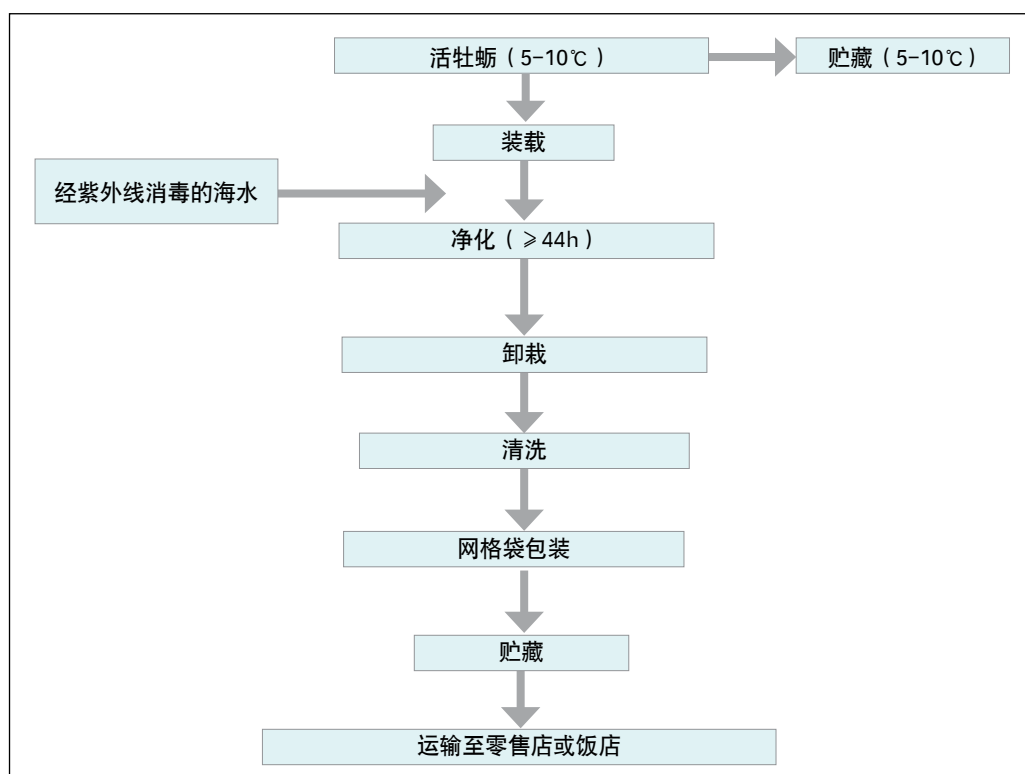 活牡蛎（5-10℃）
贮藏（5-10℃）
装载
经紫外线消毒的海水
净化（≥44h）
卸栽
清洗
网格袋包装
贮藏
运输至零售店或饭店